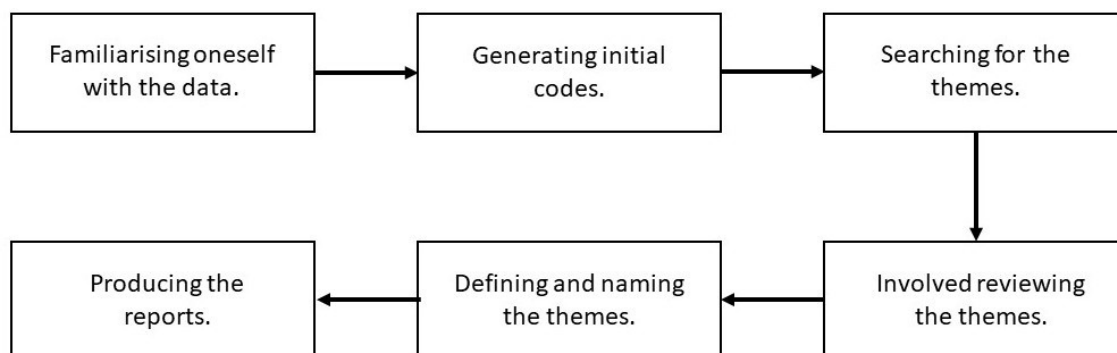 Familiarising oneself
with the data.
Generating initial
codes.
Searching for the
themes.
Involved reviewing
the themes.
Defining and naming
the themes.
Producing the
reports.